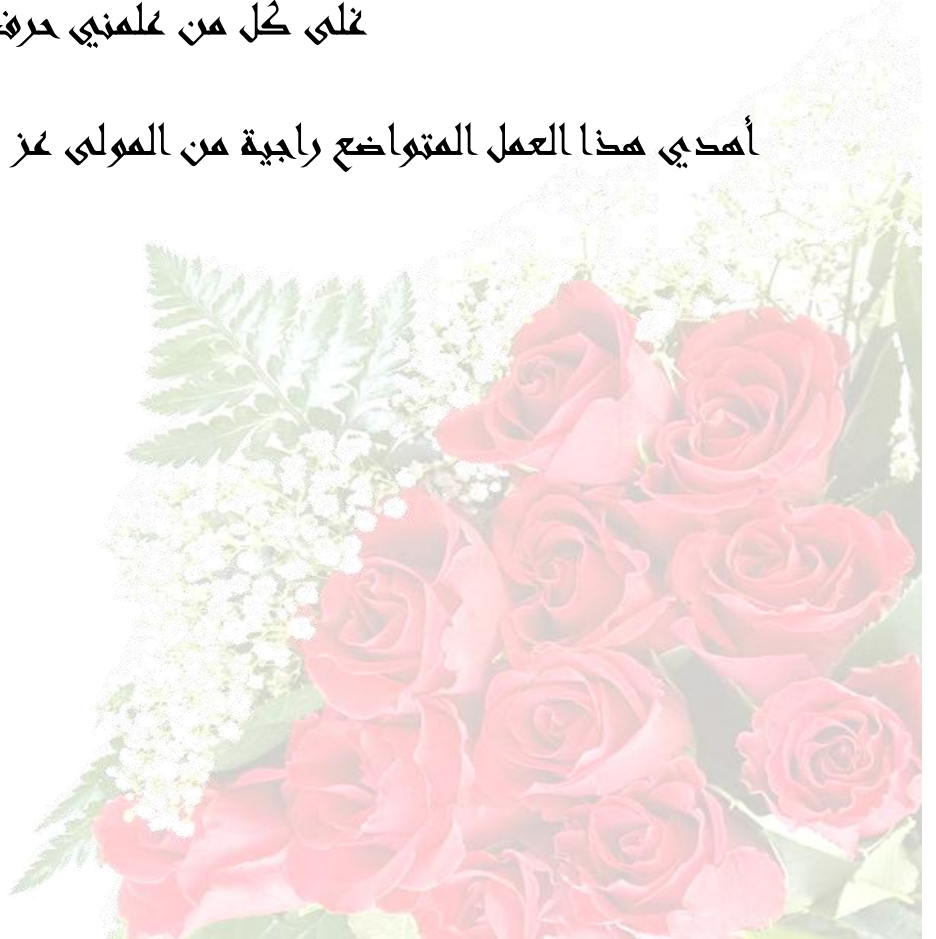 على كل من علمني حرف
أهدي هذا العمل المتواضع راجية من المولى عز